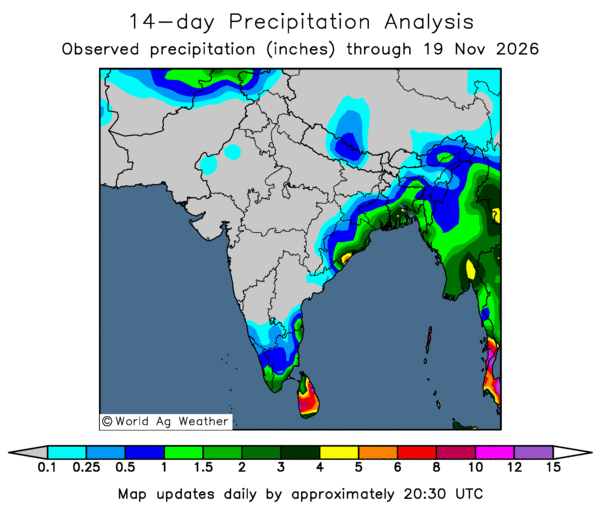 14-day Precipitation Analysis
Observed precipitation (inches) through 19 Nov 2026
©World Ag Weather
0.1 0.25 0.5 1 1.5 2 3 4 5 6 8 10 12 15
Map updates daily by approximately 20:30 UTC